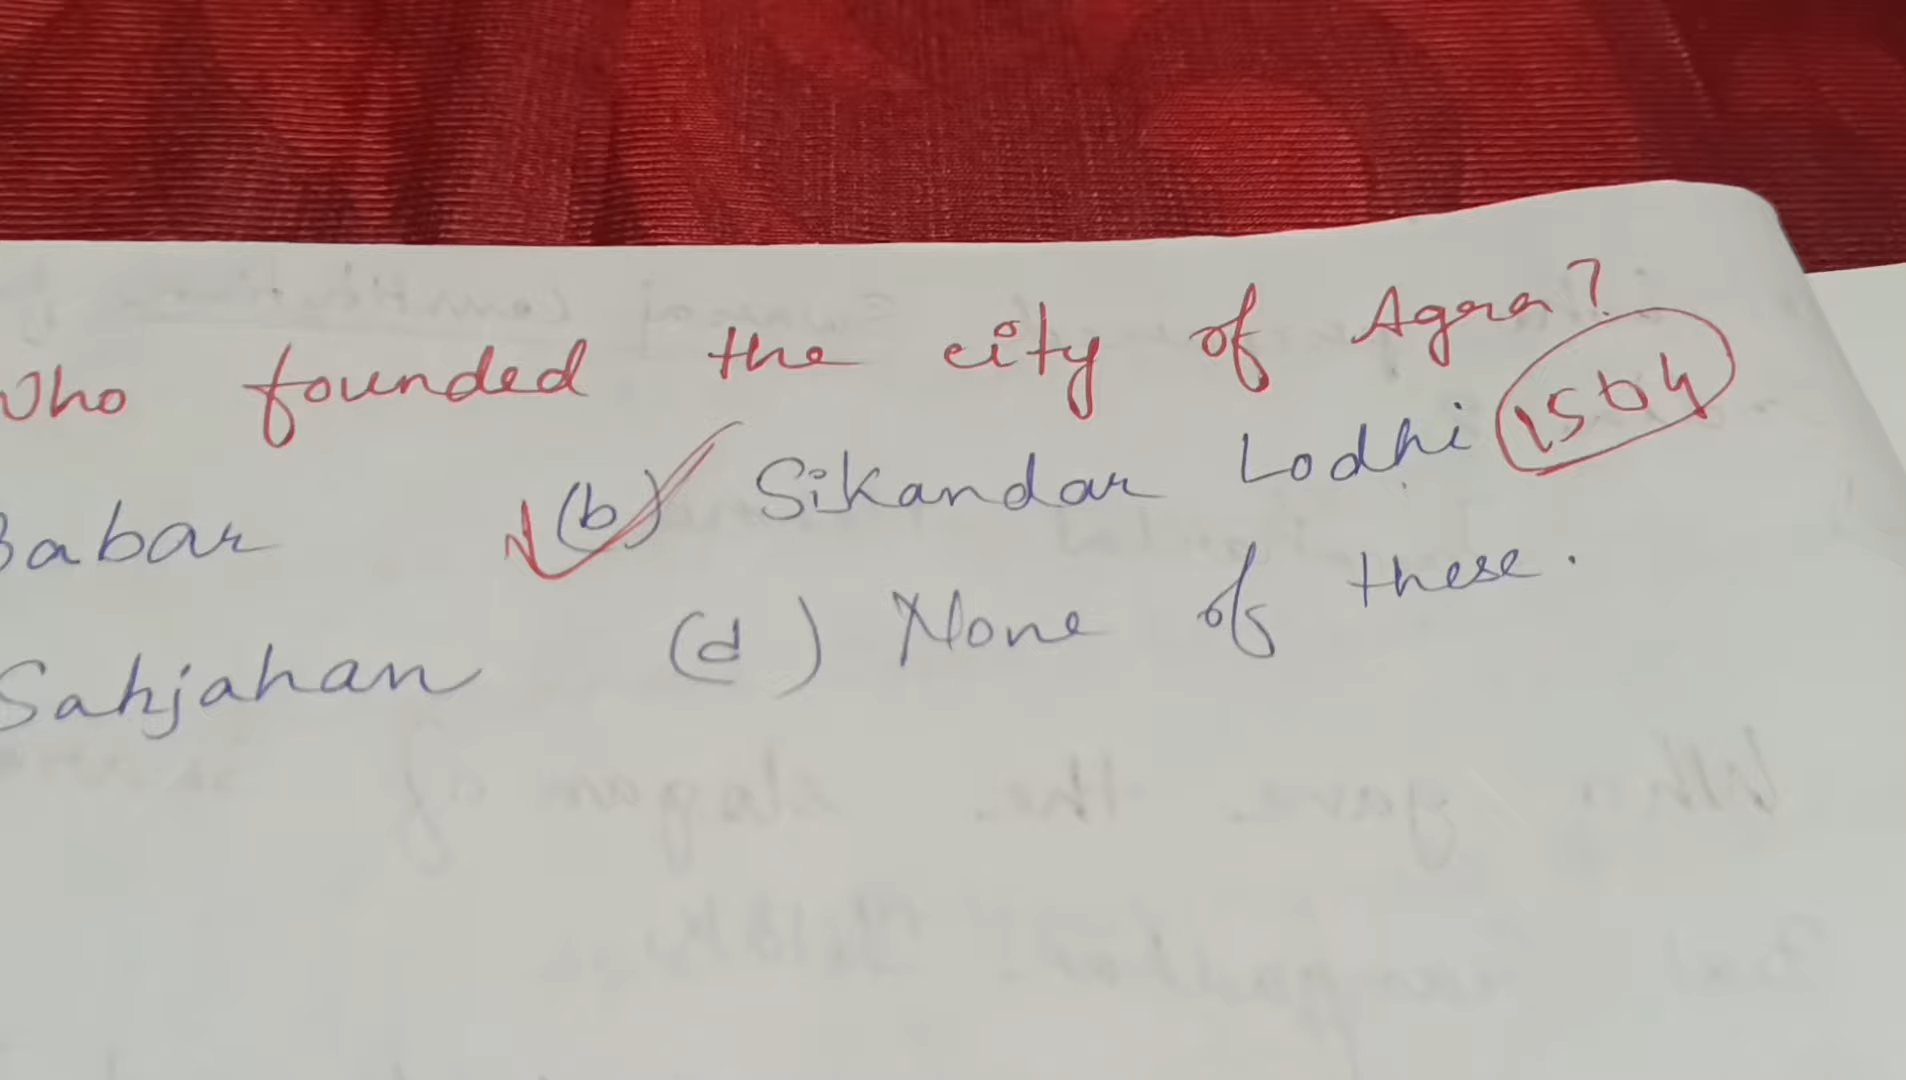 Who founded the city of Agra?
Babar (b) Sikandar Lodhi 1504
Sahjahan (d) None of these.